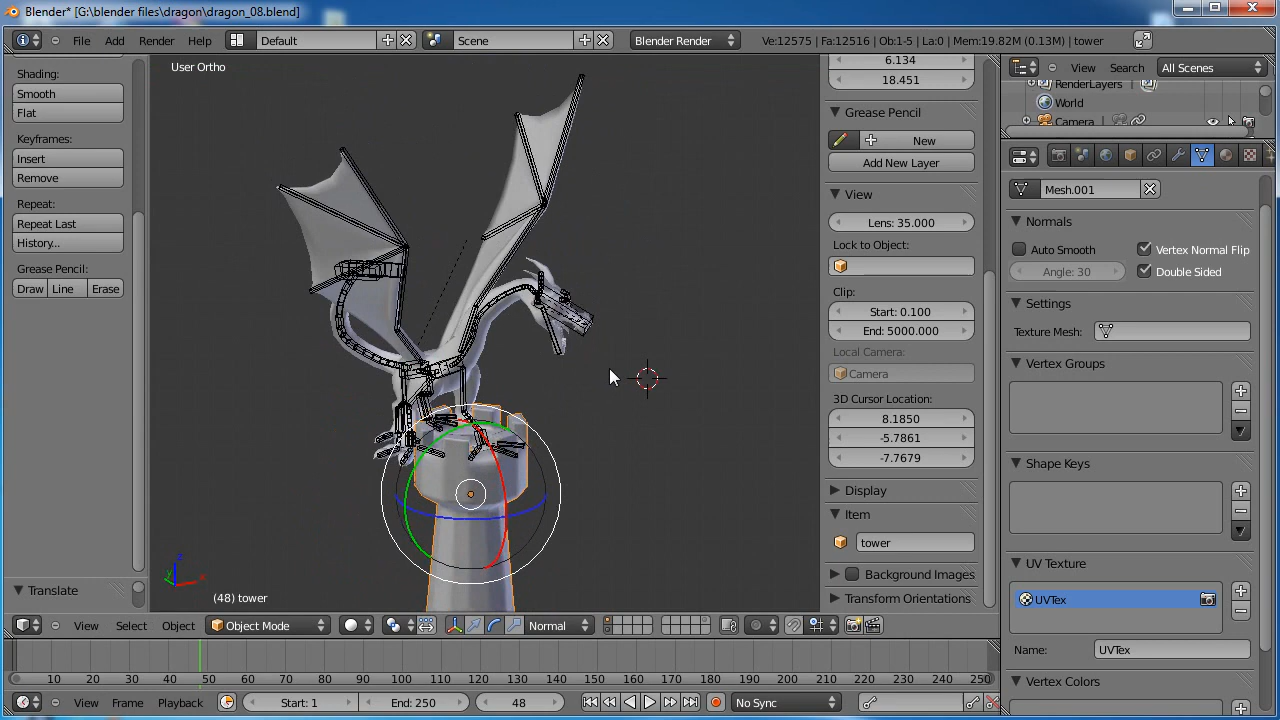 Blender* [G:\blender files\dragon\dragon_08.blend]
File Add Render Help Default Scene Blender Render Ve:12575 | Fa:12516 | Ob:1-5 | La:0 | Mem:19.82M (0.13M) | tower
Shading:
Smooth
Flat
Keyframes:
Insert
Remove
Repeat:
Repeat Last
History...
Grease Pencil:
Draw Line Erase
Translate
User Ortho
z
y x
(48) tower
6.134
18.451
Grease Pencil
New
Add New Layer
View
Lens: 35.000
Lock to Object:
Clip:
Start: 0.100
End: 5000.000
Local Camera:
Camera
3D Cursor Location:
8.1850
-5.7861
-7.7679
Display
Item
tower
Background Images
Transform Orientations
View Search All Scenes
RenderLayers
World
Camera
Mesh.001
Normals
Auto Smooth Vertex Normal Flip
Angle: 30 Double Sided
Settings
Texture Mesh:
Vertex Groups
Shape Keys
UV Texture
UVTex
Name: UVTex
Vertex Colors
View Select Object Object Mode Normal
10 20 30 40 50 60 70 80 90 100 110 120 130 140 150 160 170 180 190 200 210 220 230 240 250
View Frame Playback Start: 1 End: 250 48 No Sync